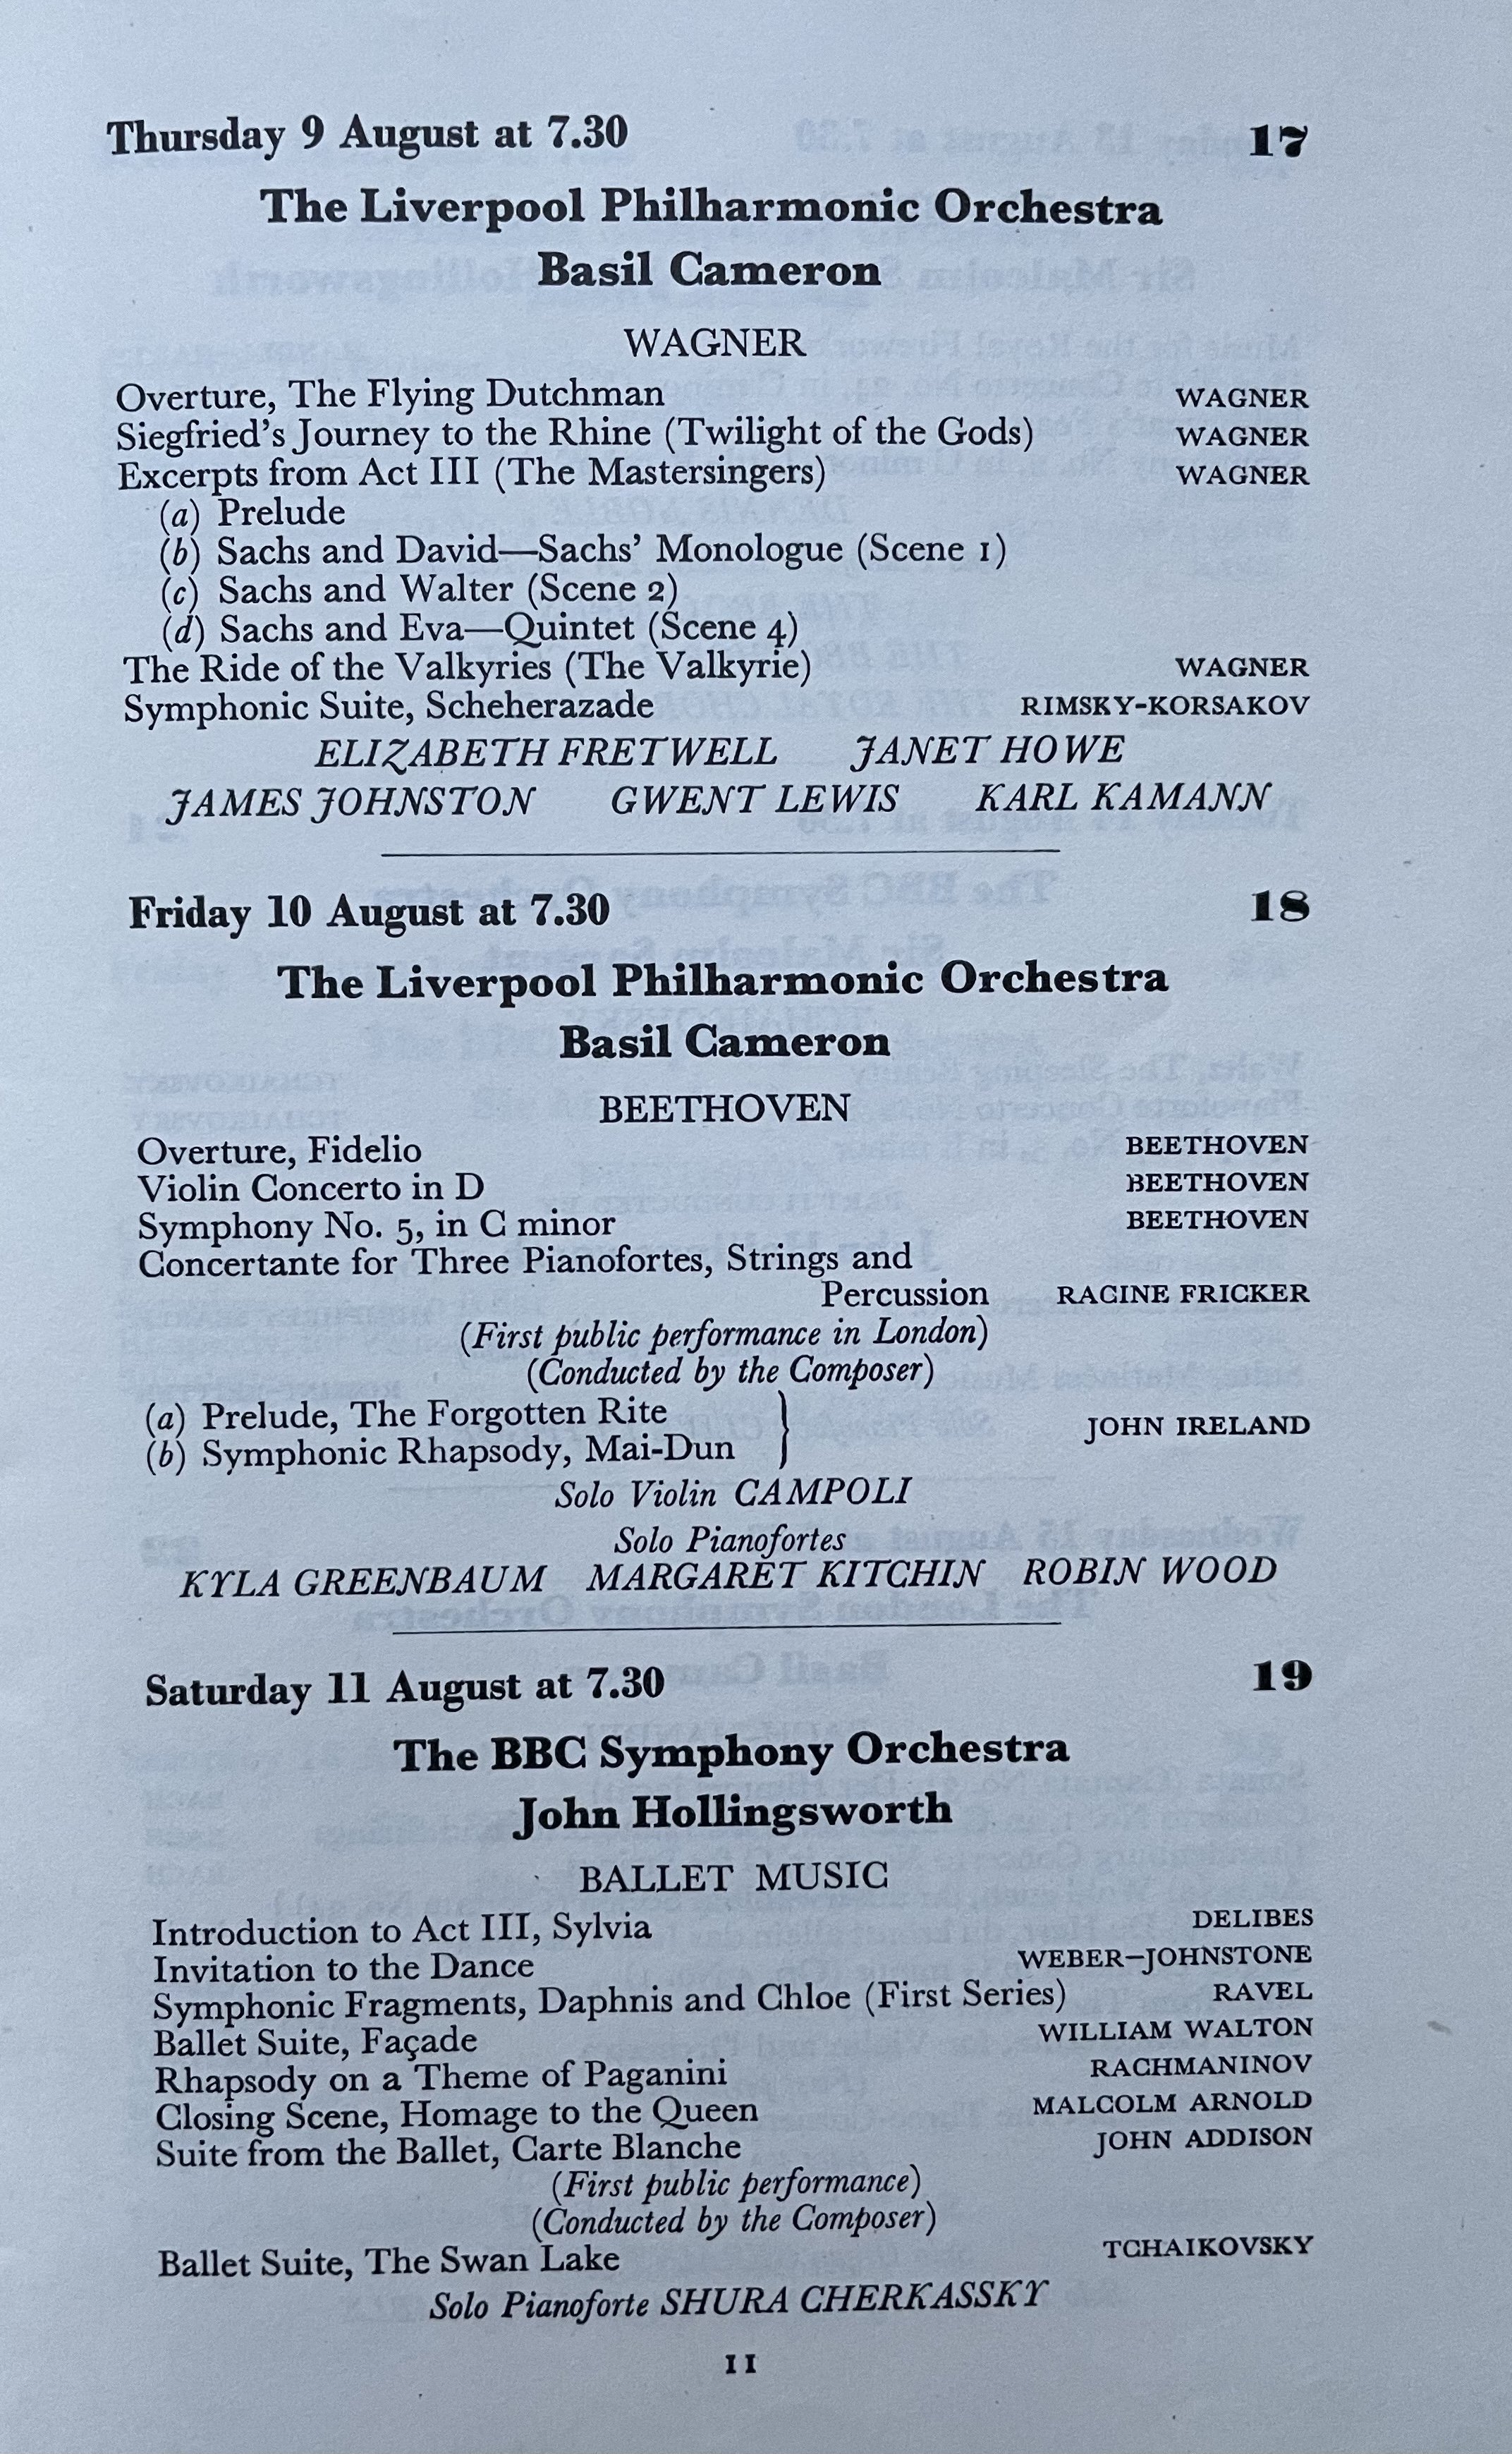 Thursday 9 August at 7.30 17
The Liverpool Philharmonic Orchestra
Basil Cameron
WAGNER
Overture, The Flying Dutchman WAGNER
Siegfried's Journey to the Rhine (Twilight of the Gods) WAGNER
Excerpts from Act III (The Mastersingers) WAGNER
(a) Prelude
(b) Sachs and David—Sachs' Monologue (Scene 1)
(c) Sachs and Walter (Scene 2)
(d) Sachs and Eva—Quintet (Scene 4)
The Ride of the Valkyries (The Valkyrie) WAGNER
Symphonic Suite, Scheherazade RIMSKY-KORSAKOV
ELIZABETH FRETWELL JANET HOWE
JAMES JOHNSTON GWENT LEWIS KARL KAMANN
Friday 10 August at 7.30 18
The Liverpool Philharmonic Orchestra
Basil Cameron
BEETHOVEN
Overture, Fidelio BEETHOVEN
Violin Concerto in D BEETHOVEN
Symphony No. 5, in C minor BEETHOVEN
Concertante for Three Pianofortes, Strings and
Percussion RACINE FRICKER
(First public performance in London)
(Conducted by the Composer)
(a) Prelude, The Forgotten Rite
(b) Symphonic Rhapsody, Mai-Dun } JOHN IRELAND
Solo Violin CAMPOLI
Solo Pianofortes
KYLA GREENBAUM MARGARET KITCHIN ROBIN WOOD
Saturday 11 August at 7.30 19
The BBC Symphony Orchestra
John Hollingsworth
BALLET MUSIC
Introduction to Act III, Sylvia DELIBES
Invitation to the Dance WEBER–JOHNSTONE
Symphonic Fragments, Daphnis and Chloe (First Series) RAVEL
Ballet Suite, Façade WILLIAM WALTON
Rhapsody on a Theme of Paganini RACHMANINOV
Closing Scene, Homage to the Queen MALCOLM ARNOLD
Suite from the Ballet, Carte Blanche JOHN ADDISON
(First public performance)
(Conducted by the Composer)
Ballet Suite, The Swan Lake TCHAIKOVSKY
Solo Pianoforte SHURA CHERKASSKY
11